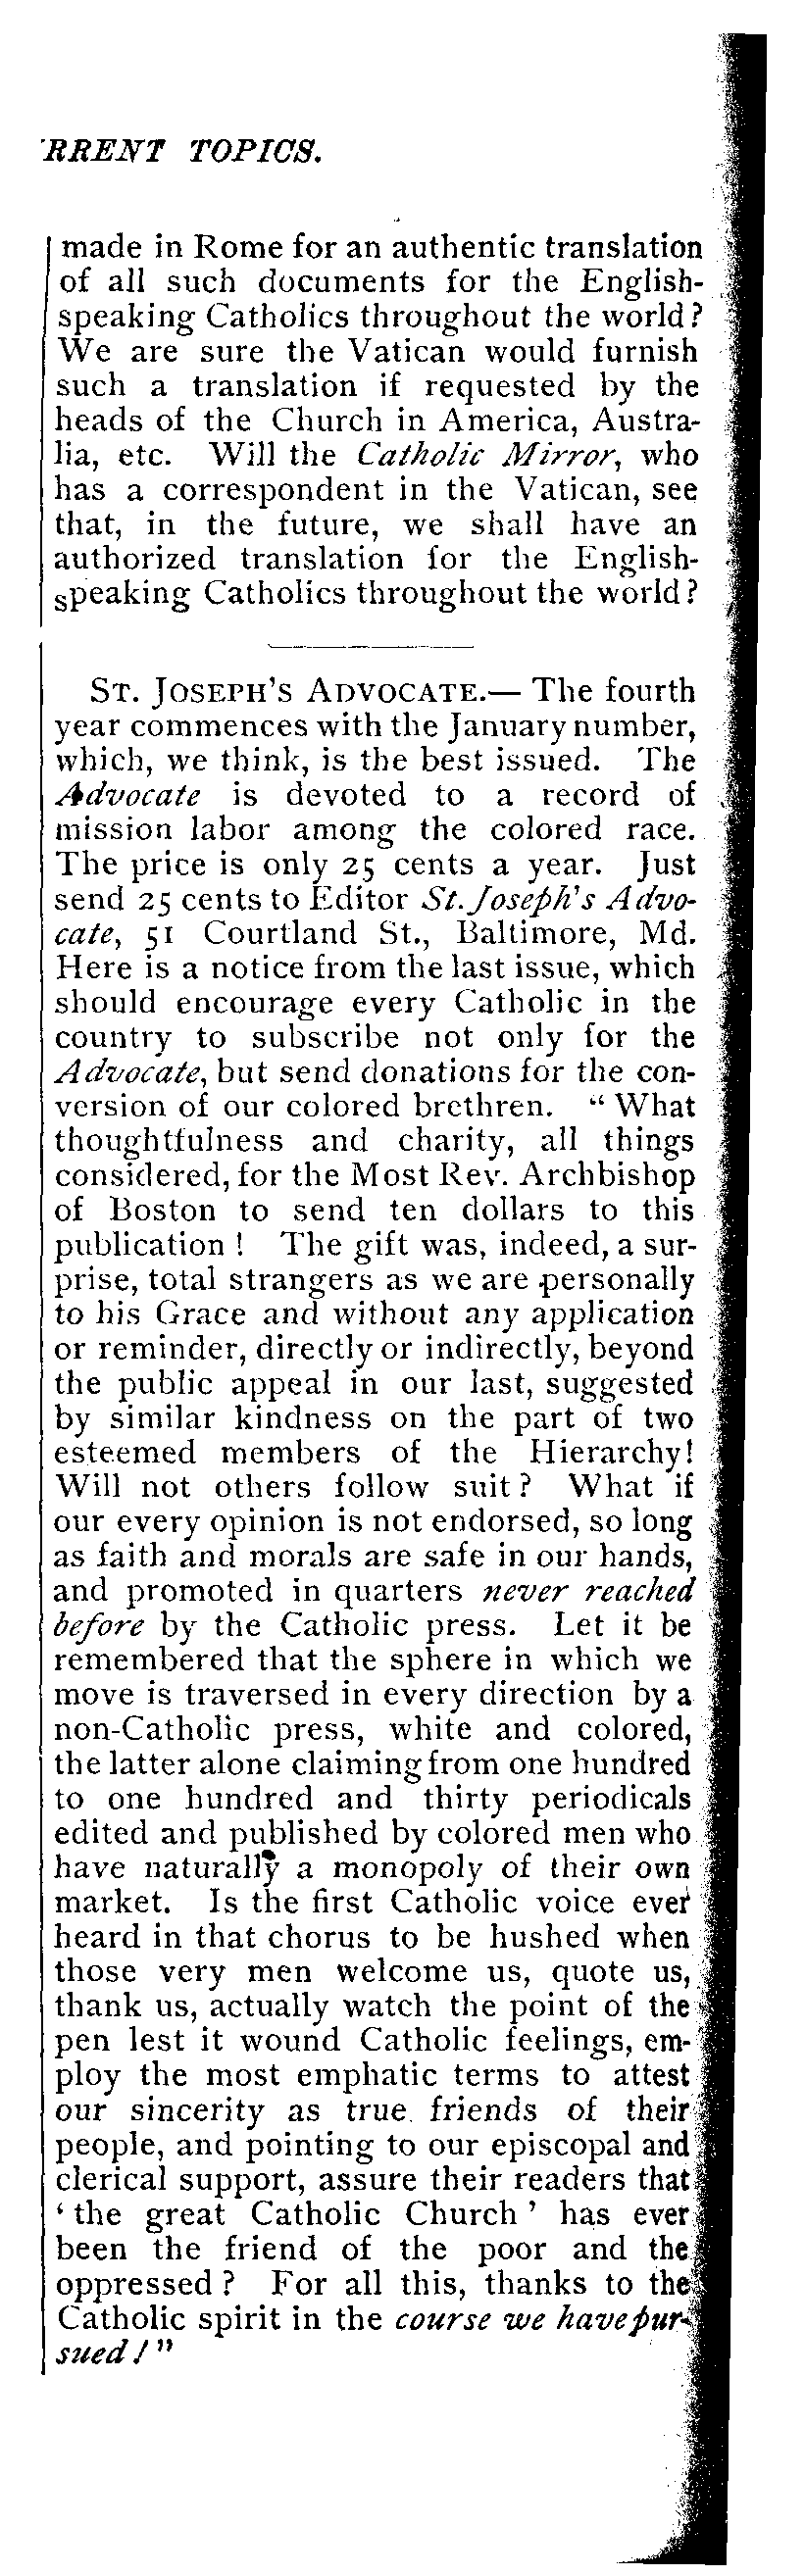 'RRENT TOPICS.
made in Rome for an authentic translation
of all such documents for the English-
speaking Catholics throughout the world?
We are sure the Vatican would furnish
such a translation if requested by the
heads of the Church in America, Austra-
lia, etc. Will the Catholic Mirror, who
has a correspondent in the Vatican, see
that, in the future, we shall have an
authorized translation for the English-
speaking Catholics throughout the world?
ST. JOSEPH'S ADVOCATE.— The fourth
year commences with the January number,
which, we think, is the best issued. The
Advocate is devoted to a record of
mission labor among the colored race.
The price is only 25 cents a year. Just
send 25 cents to Editor St. Joseph's Advo-
cate, 51 Courtland St., Baltimore, Md.
Here is a notice from the last issue, which
should encourage every Catholic in the
country to subscribe not only for the
Advocate, but send donations for the con-
version of our colored brethren. “ What
thoughtfulness and charity, all things
considered, for the Most Rev. Archbishop
of Boston to send ten dollars to this
publication ! The gift was, indeed, a sur-
prise, total strangers as we are personally
to his Grace and without any application
or reminder, directly or indirectly, beyond
the public appeal in our last, suggested
by similar kindness on the part of two
esteemed members of the Hierarchy!
Will not others follow suit? What if
our every opinion is not endorsed, so long
as faith and morals are safe in our hands,
and promoted in quarters never reached
before by the Catholic press. Let it be
remembered that the sphere in which we
move is traversed in every direction by a
non-Catholic press, white and colored,
the latter alone claiming from one hundred
to one hundred and thirty periodicals
edited and published by colored men who
have naturally a monopoly of their own
market. Is the first Catholic voice ever
heard in that chorus to be hushed when
those very men welcome us, quote us,
thank us, actually watch the point of the
pen lest it wound Catholic feelings, em-
ploy the most emphatic terms to attest
our sincerity as true friends of their
people, and pointing to our episcopal and
clerical support, assure their readers that
‘ the great Catholic Church ’ has ever
been the friend of the poor and the
oppressed ? For all this, thanks to the
Catholic spirit in the course we have pur-
sued ! ”